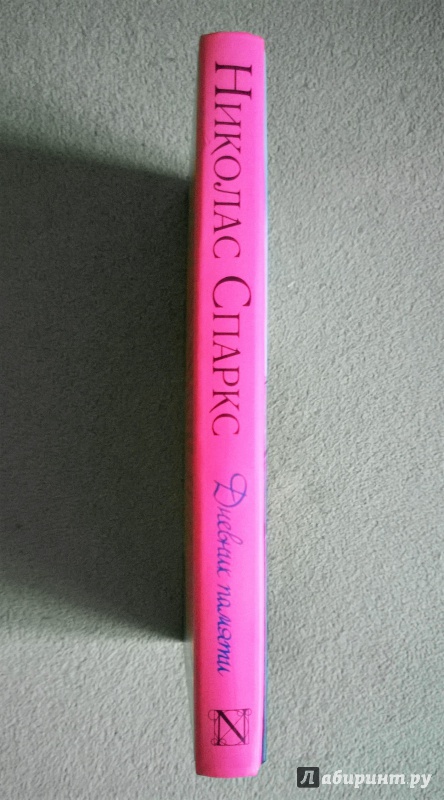 Николас Спаркс
Дневник памяти
N
Лабиринт.ру